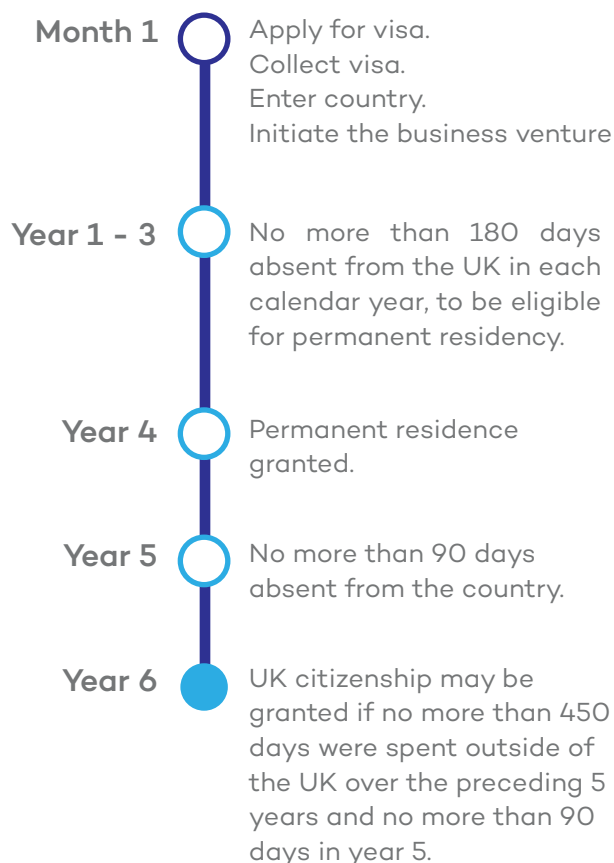 Month 1
Apply for visa.
Collect visa.
Enter country.
Initiate the business venture
Year 1 - 3
No more than 180 days
absent from the UK in each
calendar year, to be eligible
for permanent residency.
Year 4
Permanent residence
granted.
Year 5
No more than 90 days
absent from the country.
Year 6
UK citizenship may be
granted if no more than 450
days were spent outside of
the UK over the preceding 5
years and no more than 90
days in year 5.